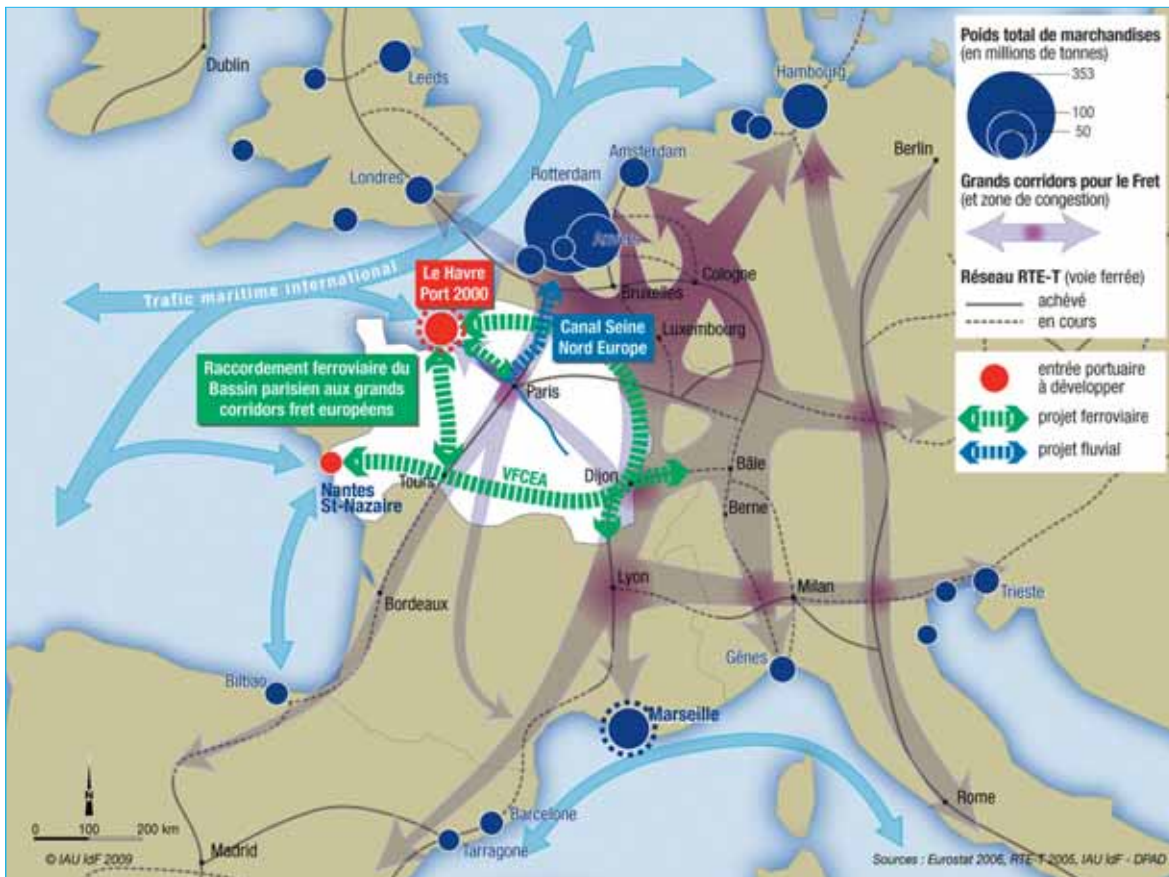 Poids total de marchandises
(en millions de tonnes)
353
100
50
Grands corridors pour le Fret
(et zone de congestion)
Réseau RTE-T (voie ferrée)
achévé
en cours
entrée portuaire
à développer
projet ferroviaire
projet fluvial
Dublin
Leeds
Hambourg
Berlin
Amsterdam
Londres
Rotterdam
Cologne
Bruxelles
Trafic maritime international
Le Havre
Port 2000
Canal Seine
Nord Europe
Luxembourg
Raccordement ferroviaire du
Bassin parisien aux grands
corridors fret européens
Paris
Nantes
St-Nazaire
Tours
VFCEA
Dijon
Bâle
Berne
Lyon
Milan
Trieste
Bordeaux
Gênes
Bilbao
Marseille
Rome
Barcelone
Tarragone
Madrid
N
0 100 200 km
© IAU îdF 2009
Sources : Eurostat 2006, RTE-T 2005, IAU îdF - DPAD